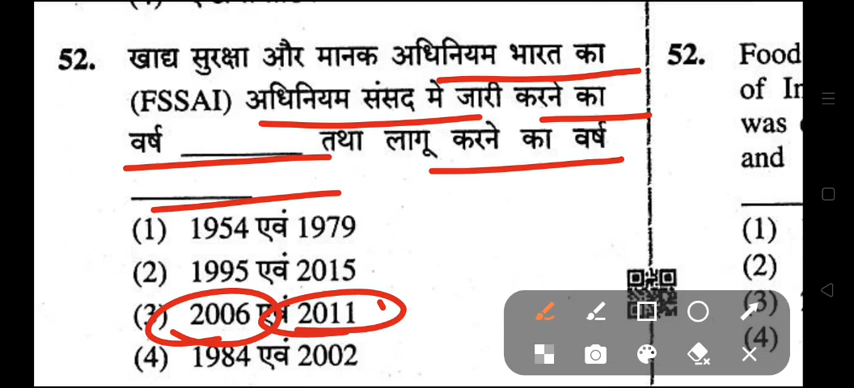 52. खाद्य सुरक्षा और मानक अधिनियम भारत का
(FSSAI) अधिनियम संसद में जारी करने का
वर्ष __________ तथा लागू करने का वर्ष
__________
(1) 1954 एवं 1979
(2) 1995 एवं 2015
(3) 2006 एवं 2011
(4) 1984 एवं 2002
52. Food
of In
was
and
(1)
(2)
(3)
(4)